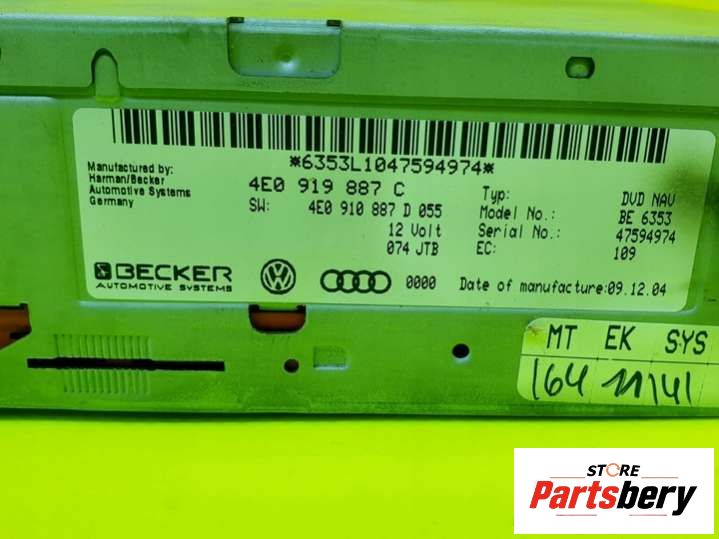 *6353L1047594974*
Manufactured by:
Harman/Becker
Automotive Systems
Germany
4E0 919 887 C
SW: 4E0 910 887 D 055
12 Volt
074 JTB
Typ: DVD NAV
Model No.: BE 6353
Serial No.: 47594974
EC: 109
BECKER
AUTOMOTIVE SYSTEMS
0000
Date of manufacture:09.12.04
MT EK SYS
164 11141
STORE
Partsbery